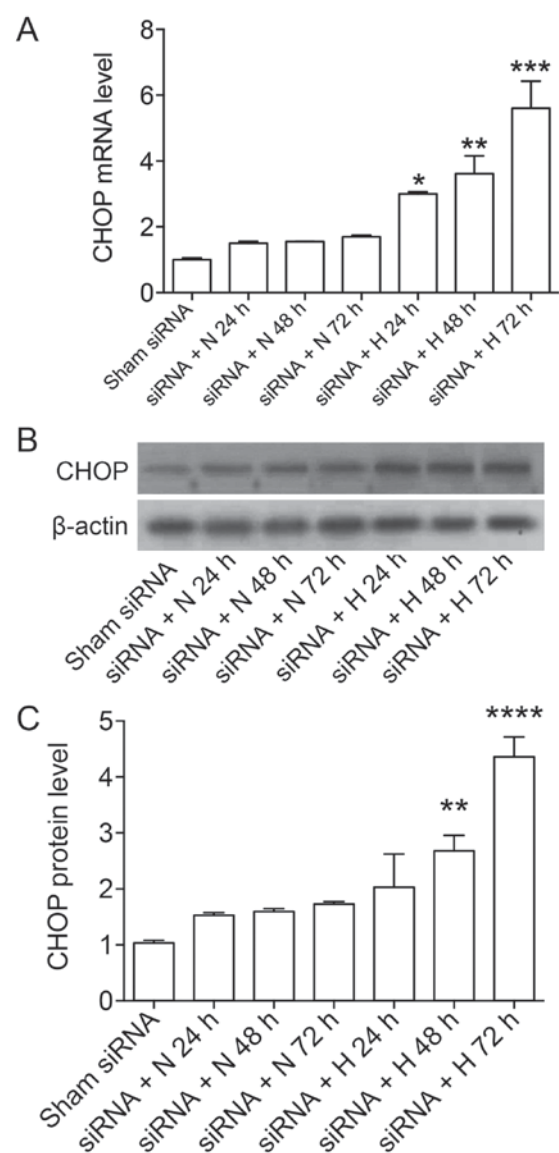 A
CHOP mRNA level
8
6
4
2
0
*
**
***
Sham siRNA
siRNA + N 24 h
siRNA + N 48 h
siRNA + N 72 h
siRNA + H 24 h
siRNA + H 48 h
siRNA + H 72 h
B
CHOP
β-actin
Sham siRNA
siRNA + N 24 h
siRNA + N 48 h
siRNA + N 72 h
siRNA + H 24 h
siRNA + H 48 h
siRNA + H 72 h
C
CHOP protein level
5
4
3
2
1
0
**
****
Sham siRNA
siRNA + N 24 h
siRNA + N 48 h
siRNA + N 72 h
siRNA + H 24 h
siRNA + H 48 h
siRNA + H 72 h